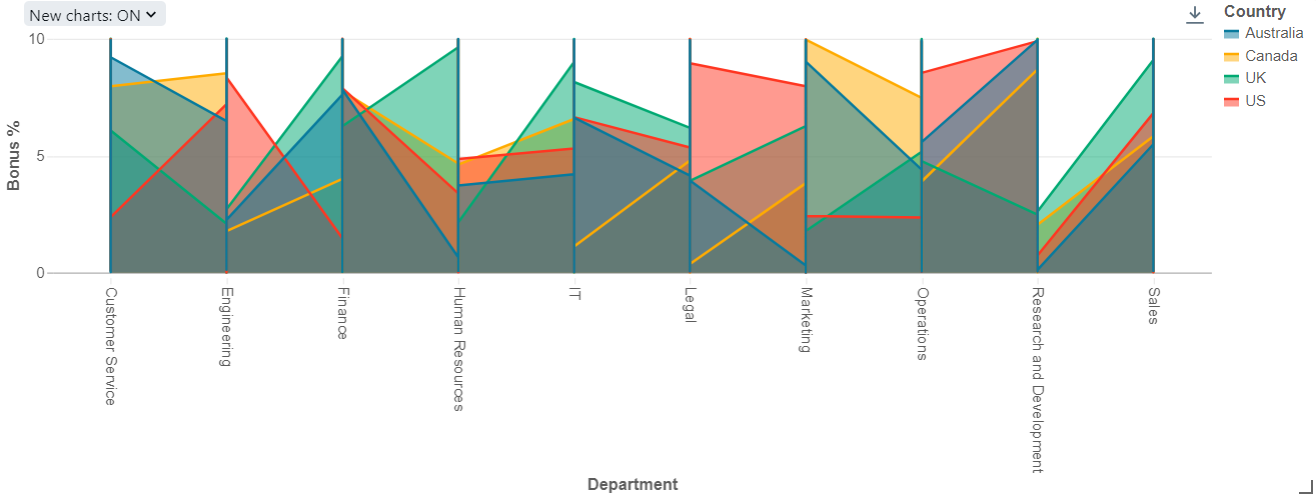 New charts: ON
Country
Australia
Canada
UK
US
Bonus %
10
5
0
Customer Service
Engineering
Finance
Human Resources
IT
Legal
Marketing
Operations
Research and Development
Sales
Department